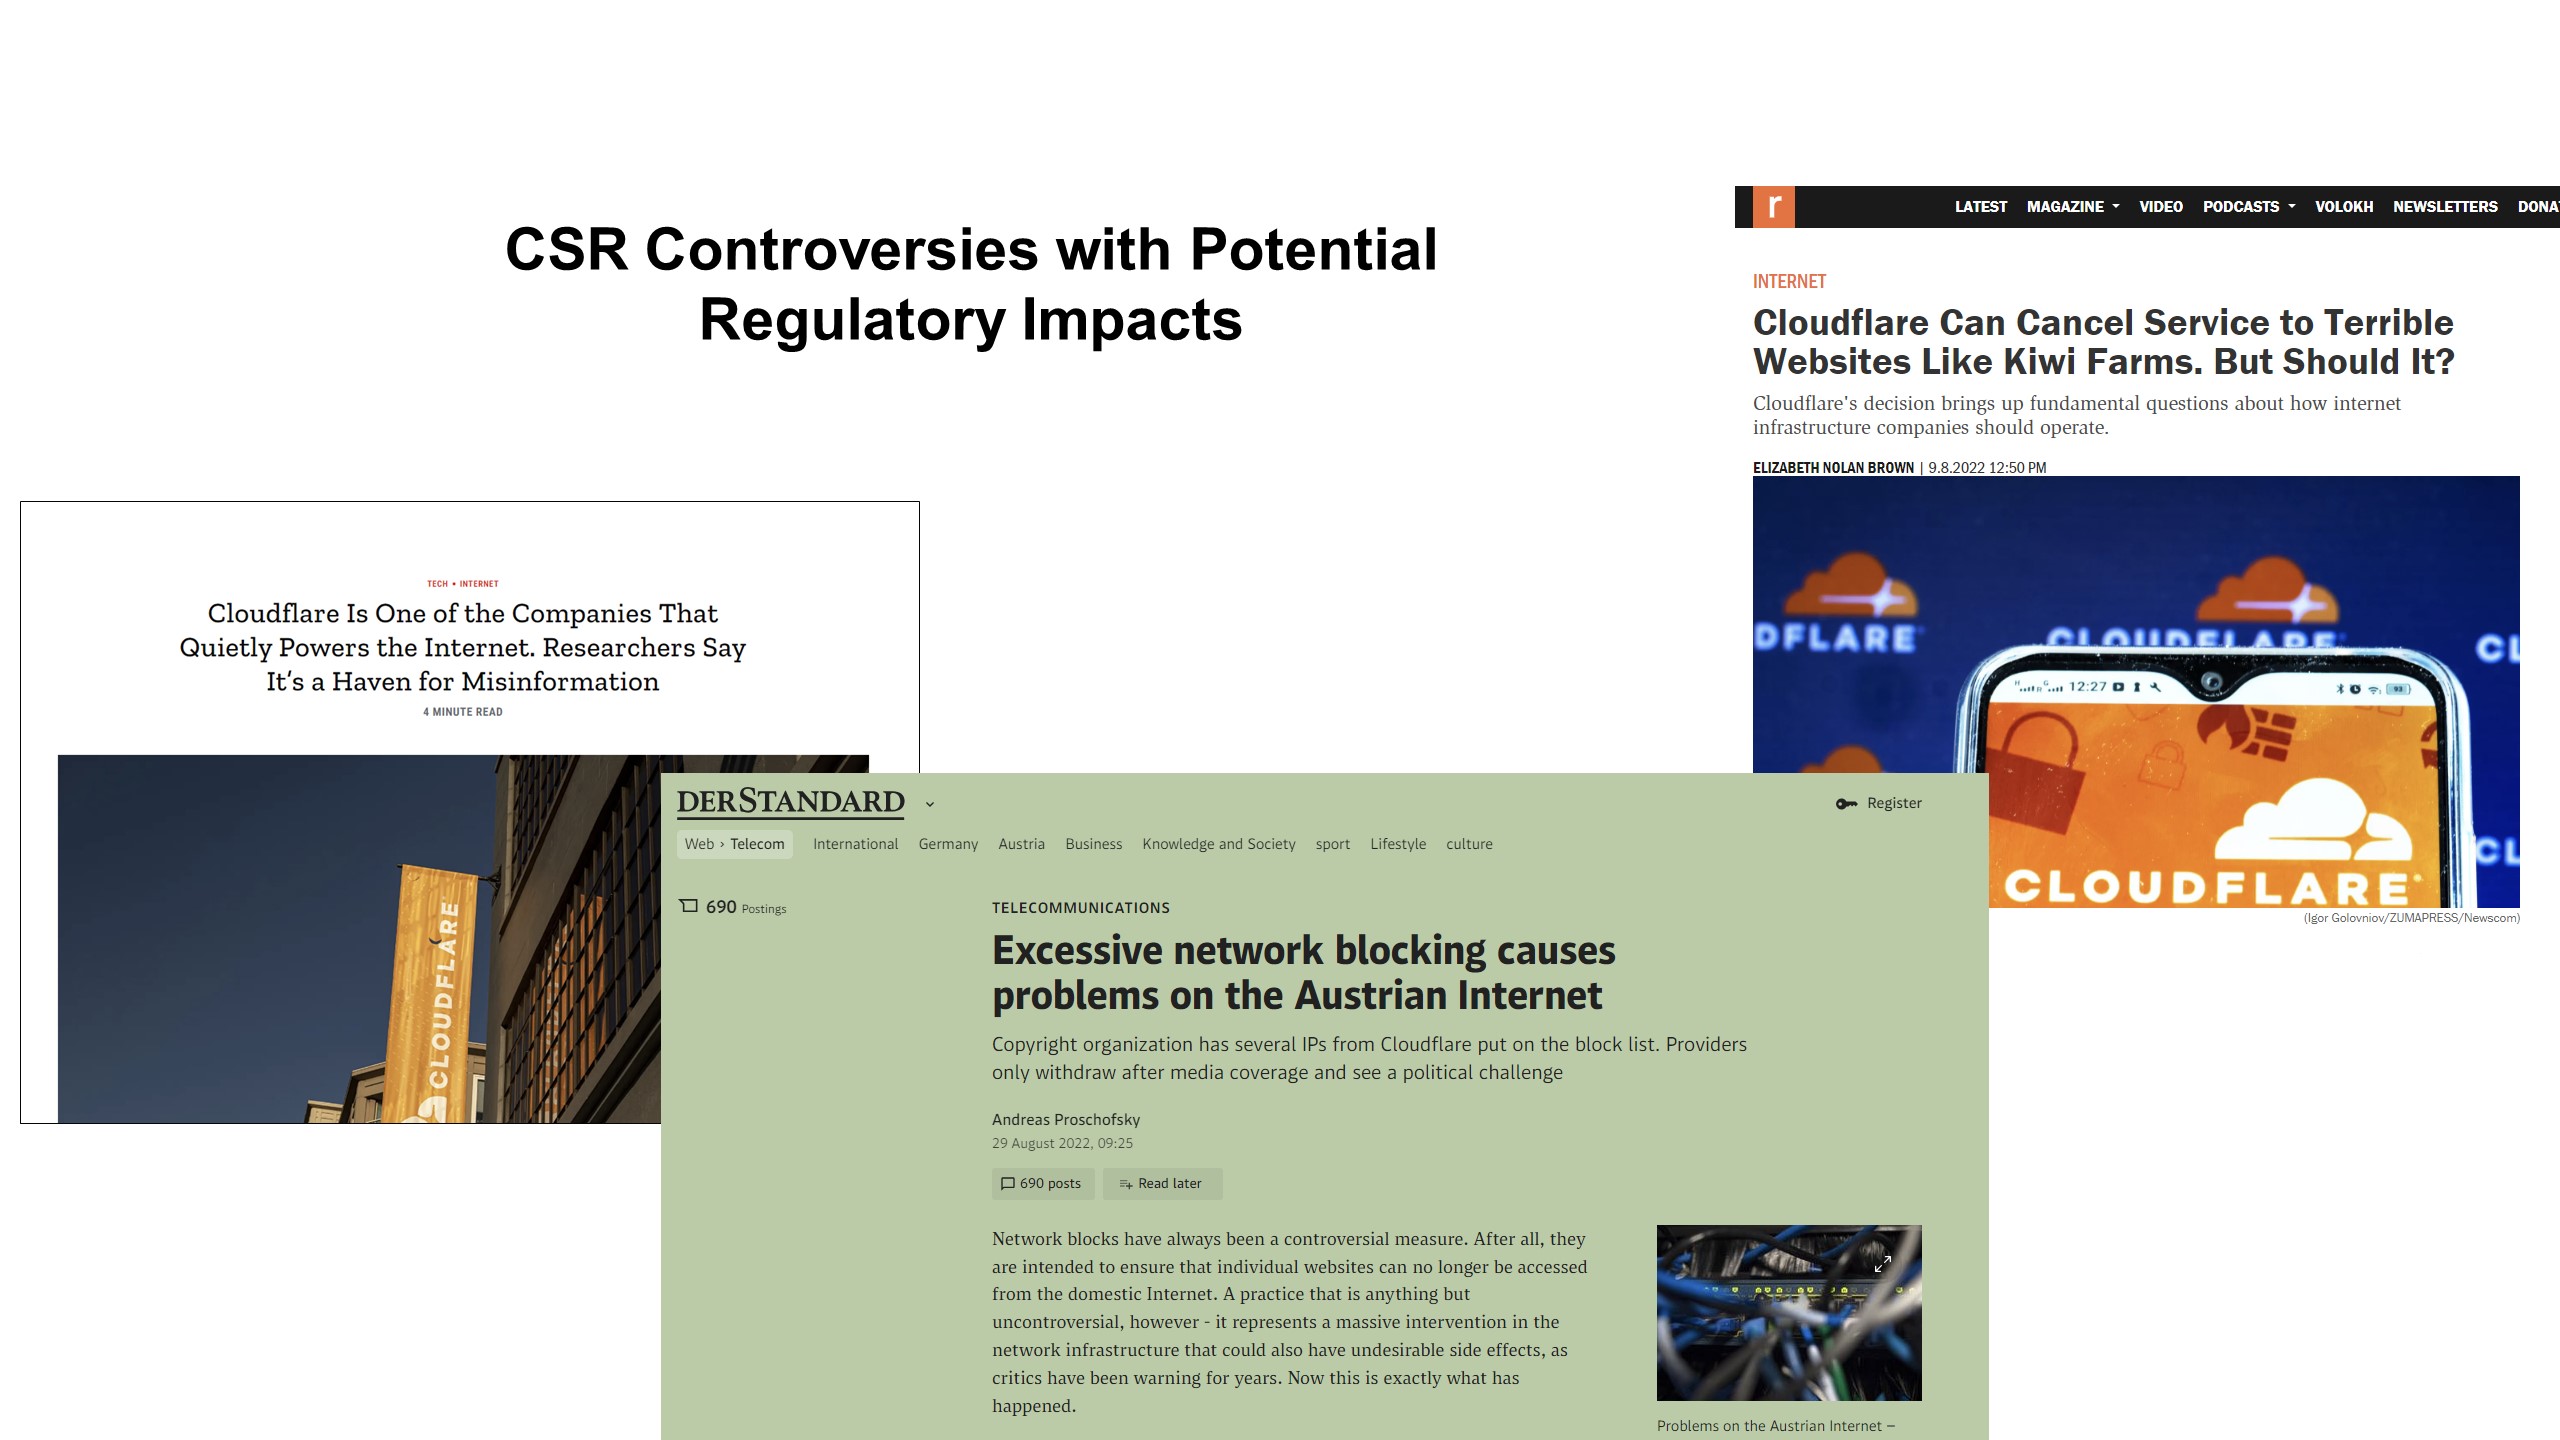 CSR Controversies with Potential
Regulatory Impacts
r
LATEST MAGAZINE VIDEO PODCASTS VOLOKH NEWSLETTERS
INTERNET
Cloudflare Can Cancel Service to Terrible
Websites Like Kiwi Farms. But Should It?
Cloudflare's decision brings up fundamental questions about how internet
infrastructure companies should operate.
ELIZABETH NOLAN BROWN | 9.8.2022 12:50 PM
DFLARE
CLOUDFLARE
CL
12:27
93
CLOUDFLARE
CL
(Igor Golovniov/ZUMAPRESS/Newscom)
TECH • INTERNET
Cloudflare Is One of the Companies That
Quietly Powers the Internet. Researchers Say
It's a Haven for Misinformation
4 MINUTE READ
CLOUDFLARE
DERSTANDARD
Register
Web › Telecom International Germany Austria Business Knowledge and Society sport Lifestyle culture
690 Postings
TELECOMMUNICATIONS
Excessive network blocking causes
problems on the Austrian Internet
Copyright organization has several IPs from Cloudflare put on the block list. Providers
only withdraw after media coverage and see a political challenge
Andreas Proschofsky
29 August 2022, 09:25
690 posts Read later
Network blocks have always been a controversial measure. After all, they
are intended to ensure that individual websites can no longer be accessed
from the domestic Internet. A practice that is anything but
uncontroversial, however - it represents a massive intervention in the
network infrastructure that could also have undesirable side effects, as
critics have been warning for years. Now this is exactly what has
happened.
Problems on the Austrian Internet –